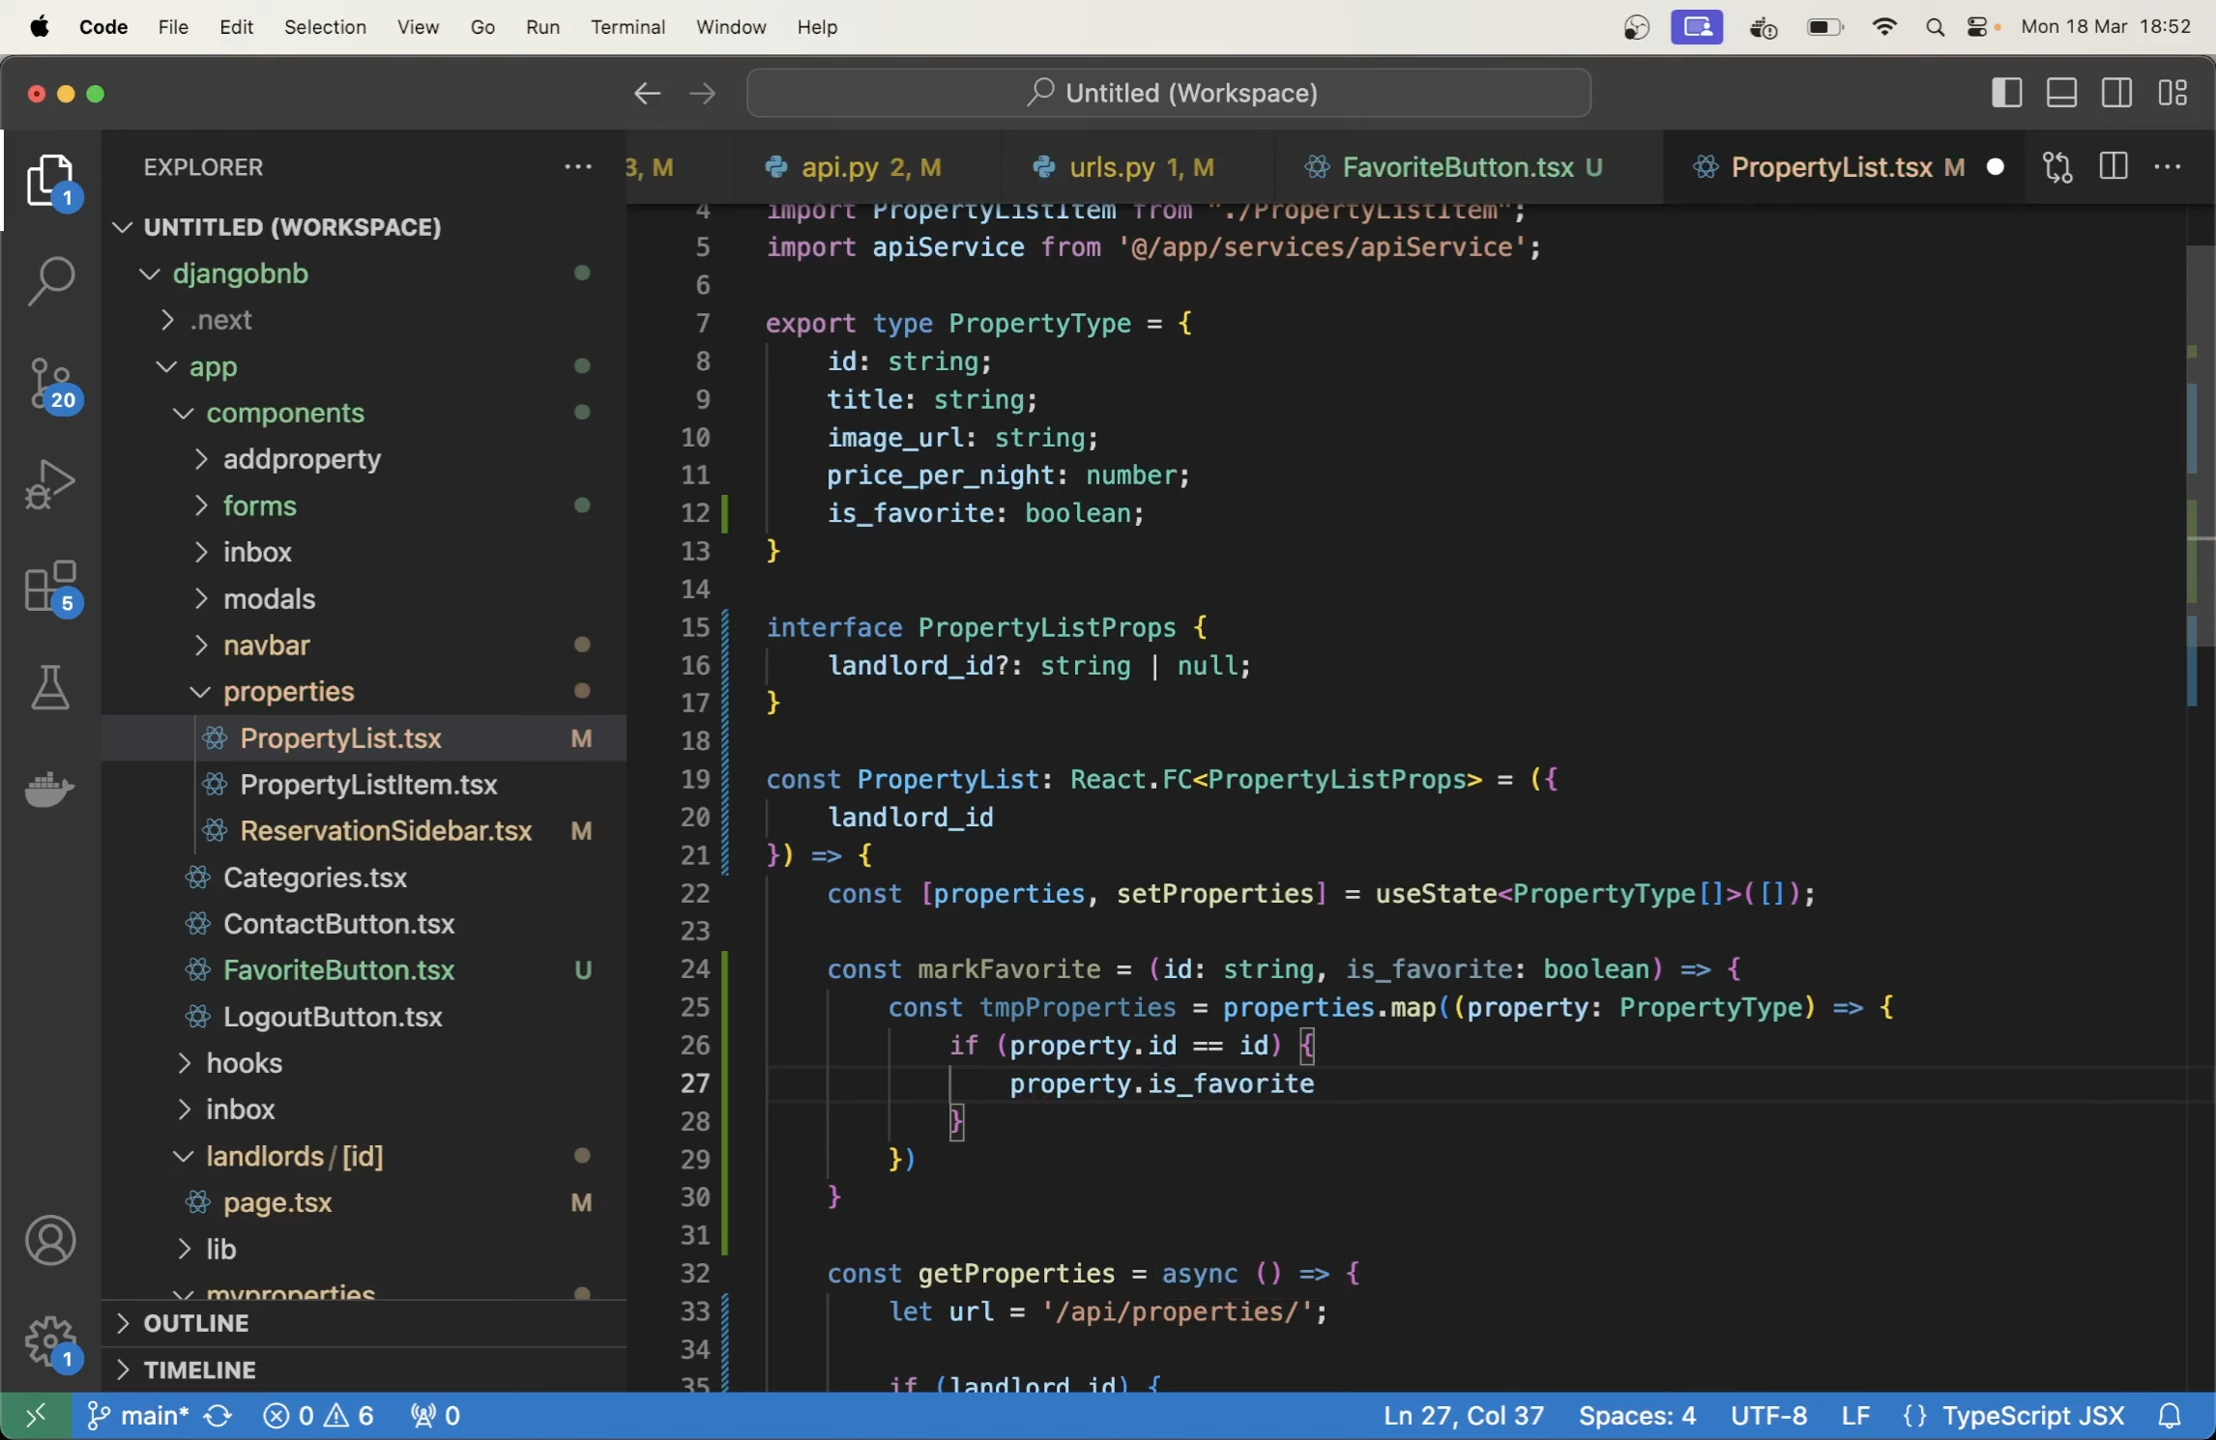 Code File Edit Selection View Go Run Terminal Window Help Mon 18 Mar 18:52
Untitled (Workspace)
EXPLORER
3, M api.py 2, M urls.py 1, M FavoriteButton.tsx U PropertyList.tsx M
1
UNTITLED (WORKSPACE)
djangobnb
.next
app
20
components
addproperty
forms
inbox
5
modals
navbar
properties
PropertyList.tsx M
PropertyListItem.tsx
ReservationSidebar.tsx M
Categories.tsx
ContactButton.tsx
FavoriteButton.tsx U
LogoutButton.tsx
hooks
inbox
landlords / [id]
page.tsx M
lib
myproperties
OUTLINE
1
TIMELINE
4 import PropertyListItem from "./PropertyListItem";
5 import apiService from '@/app/services/apiService';
6
7 export type PropertyType = {
8 id: string;
9 title: string;
10 image_url: string;
11 price_per_night: number;
12 is_favorite: boolean;
13 }
14
15 interface PropertyListProps {
16 landlord_id?: string | null;
17 }
18
19 const PropertyList: React.FC<PropertyListProps> = ({
20 landlord_id
21 }) => {
22 const [properties, setProperties] = useState<PropertyType[]>([]);
23
24 const markFavorite = (id: string, is_favorite: boolean) => {
25 const tmpProperties = properties.map((property: PropertyType) => {
26 if (property.id == id) {
27 property.is_favorite
28 }
29 })
30 }
31
32 const getProperties = async () => {
33 let url = '/api/properties/';
34
35 if (landlord_id) {
main* 0 6 0 Ln 27, Col 37 Spaces: 4 UTF-8 LF {} TypeScript JSX